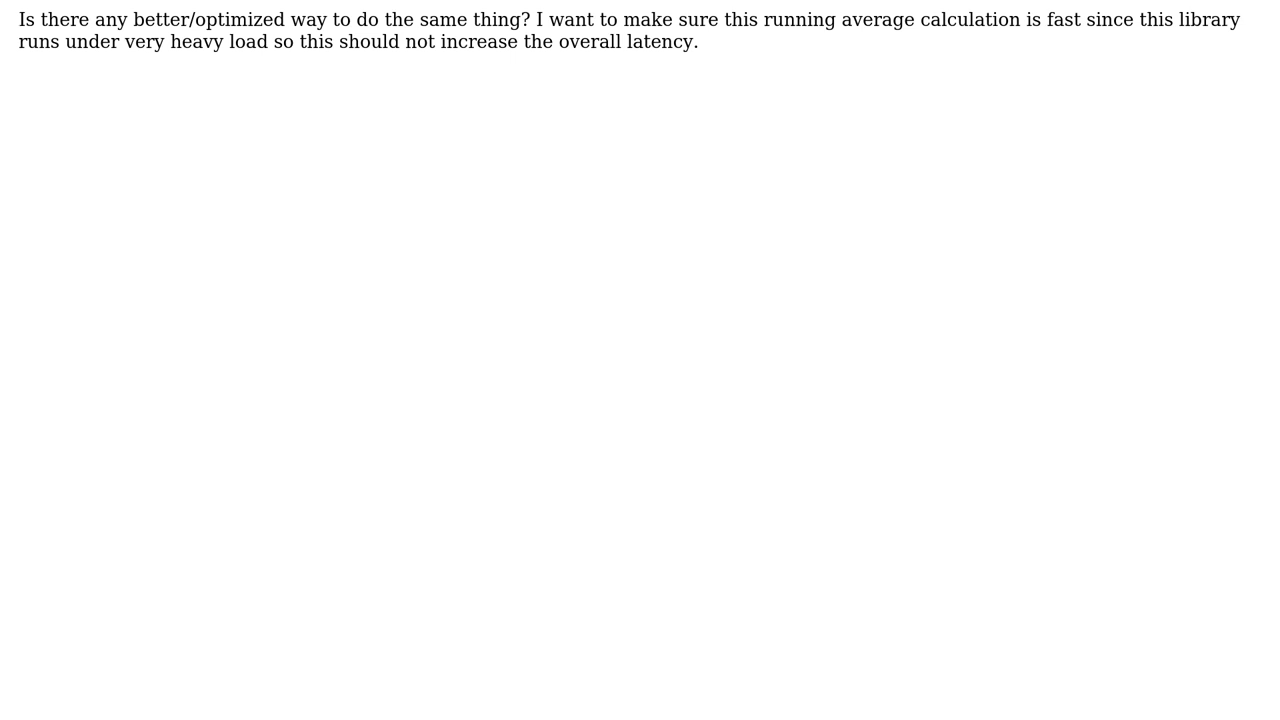 Is there any better/optimized way to do the same thing? I want to make sure this running average calculation is fast since this library
runs under very heavy load so this should not increase the overall latency.